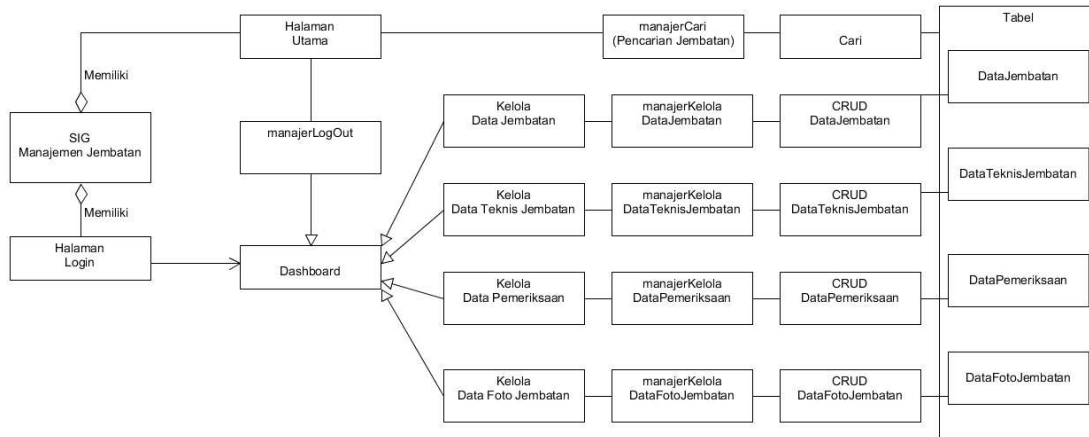 Halaman
Utama
manajerCari
(Pencarian Jembatan)
Cari
Tabel
Memiliki
SIG
Manajemen Jembatan
Memiliki
Halaman
Login
manajerLogOut
Dashboard
Kelola
Data Jembatan
manajerKelola
DataJembatan
CRUD
DataJembatan
DataJembatan
Kelola
Data Teknis Jembatan
manajerKelola
DataTeknisJembatan
CRUD
DataTeknisJembatan
DataTeknisJembatan
Kelola
Data Pemeriksaan
manajerKelola
DataPemeriksaan
CRUD
DataPemeriksaan
DataPemeriksaan
Kelola
Data Foto Jembatan
manajerKelola
DataFotoJembatan
CRUD
DataFotoJembatan
DataFotoJembatan